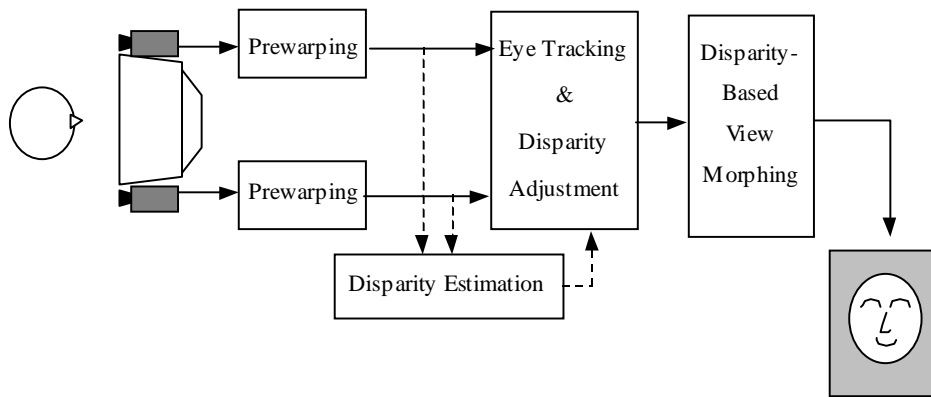 Prewarping
Eye Tracking
&
Disparity
Adjustment
Disparity-
Based
View
Morphing
Prewarping
Disparity Estimation